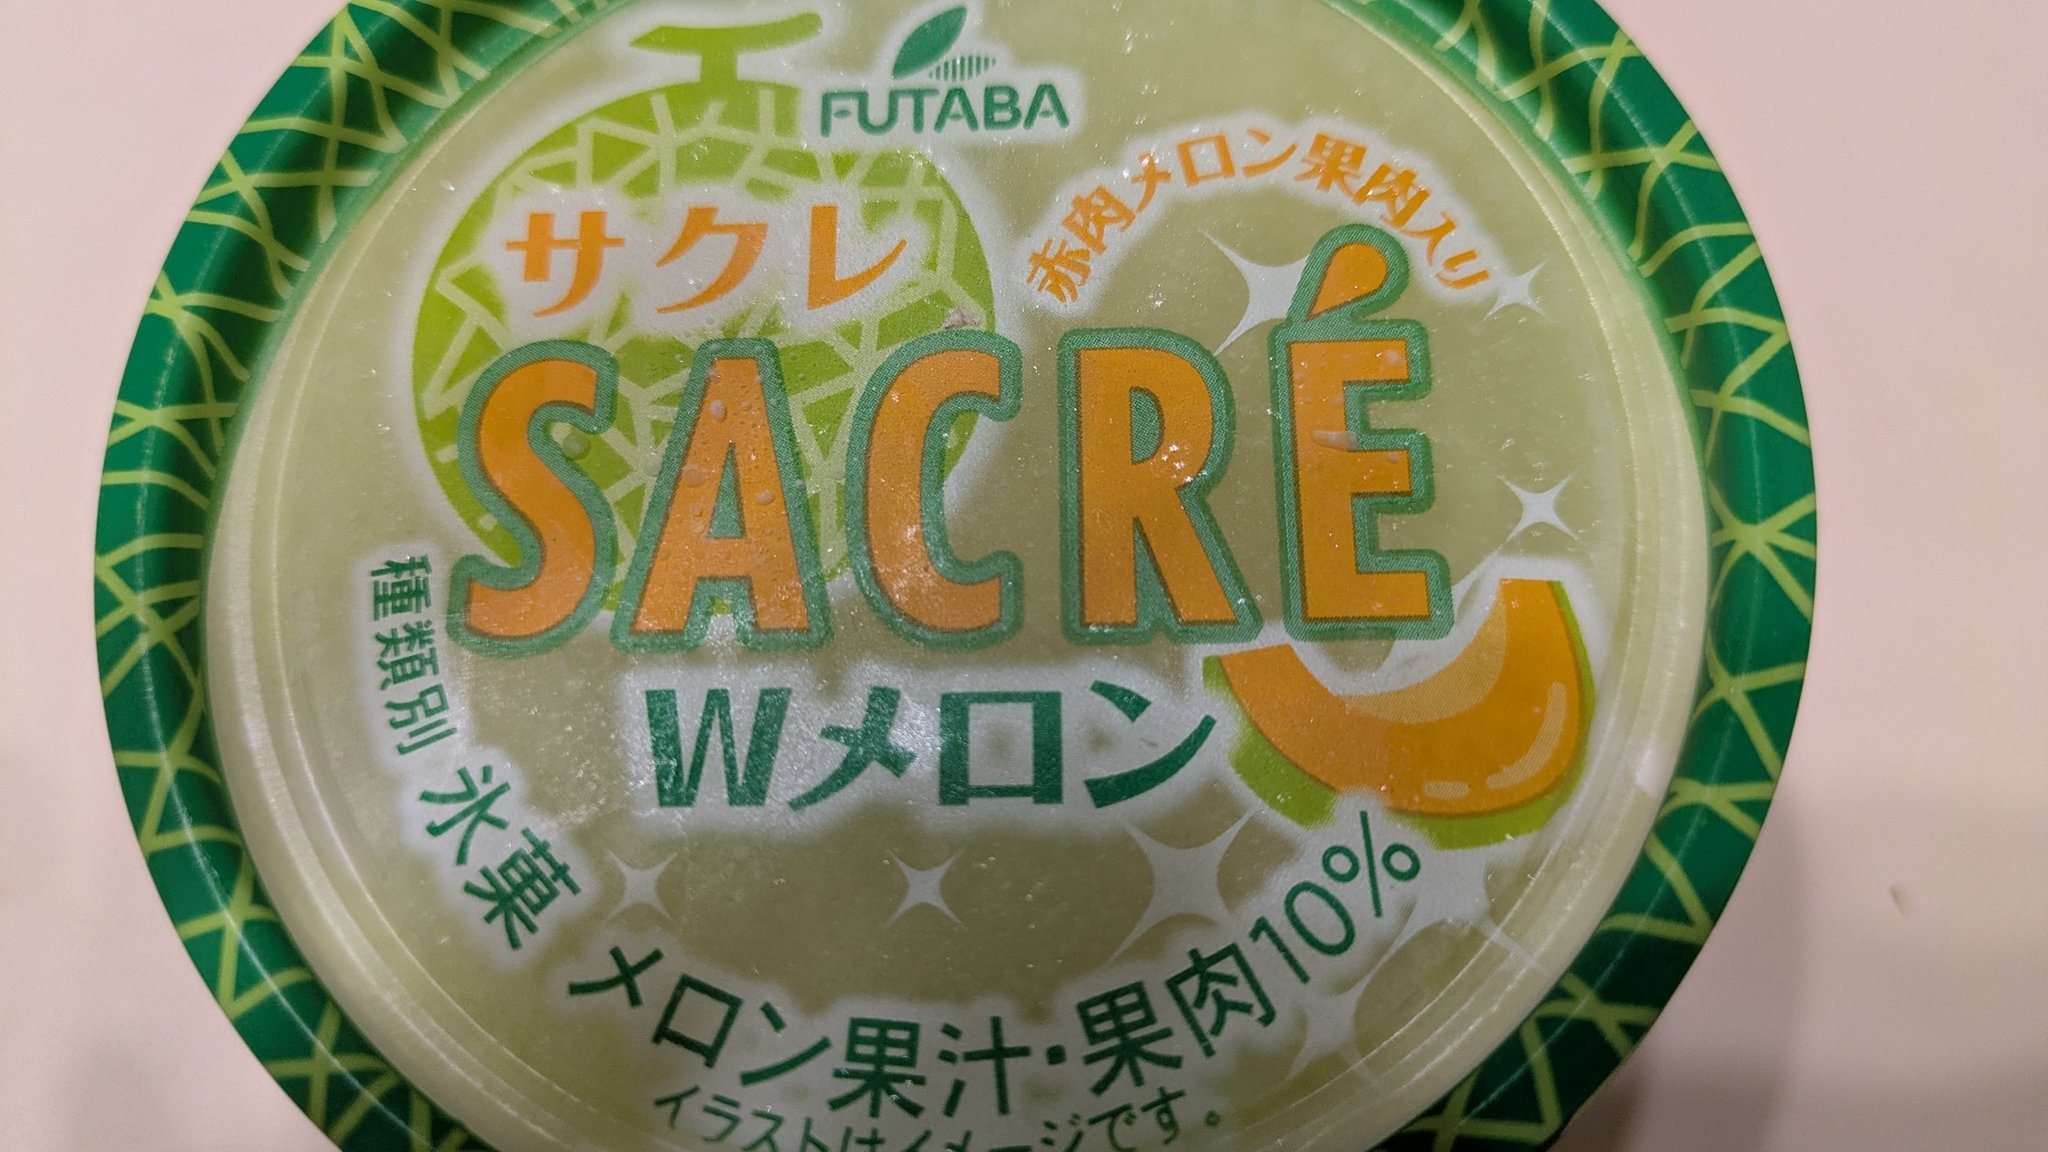 FUTABA
赤肉メロン果肉入り
サクレ
SACRÉ
Wメロン
種類別 氷菓
メロン果汁・果肉10%
イラストはイメージです。